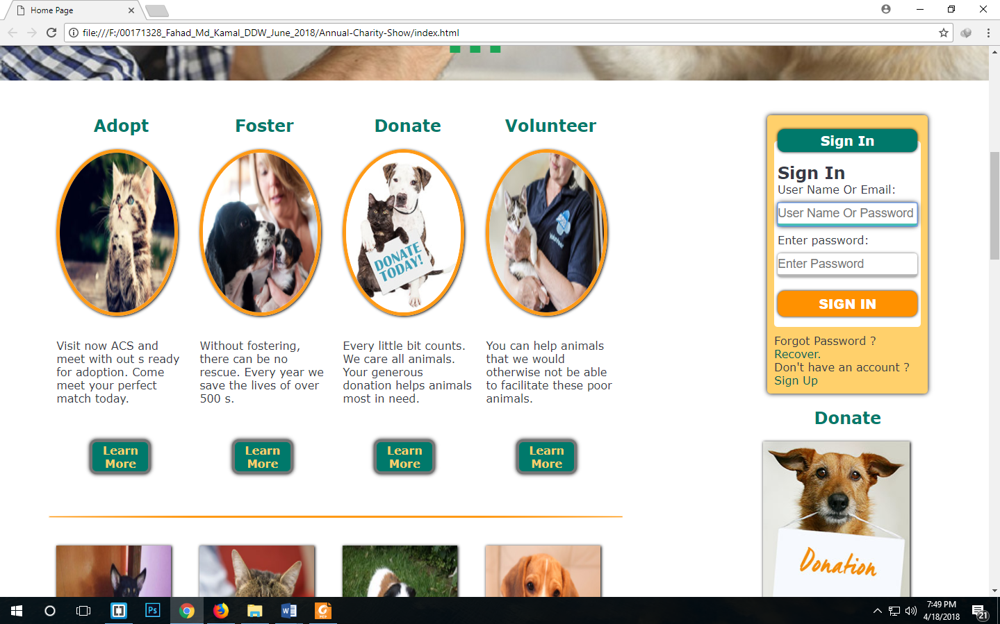 Home Page
file:///F:/00171328_Fahad_Md_Kamal_DDW_June_2018/Annual-Charity-Show/index.html
Adopt
Foster
Donate
Volunteer
DONATE
TODAY!
Volunteer
Visit now ACS and
meet with out s ready
for adoption. Come
meet your perfect
match today.
Without fostering,
there can be no
rescue. Every year we
save the lives of over
500 s.
Every little bit counts.
We care all animals.
Your generous
donation helps animals
most in need.
You can help animals
that we would
otherwise not be able
to facilitate these poor
animals.
Learn
More
Learn
More
Learn
More
Learn
More
Sign In
Sign In
User Name Or Email:
User Name Or Password
Enter password:
Enter Password
SIGN IN
Forgot Password ?
Recover.
Don't have an account ?
Sign Up
Donate
Donation
Ps
W
PDF
7:49 PM
4/18/2018
21